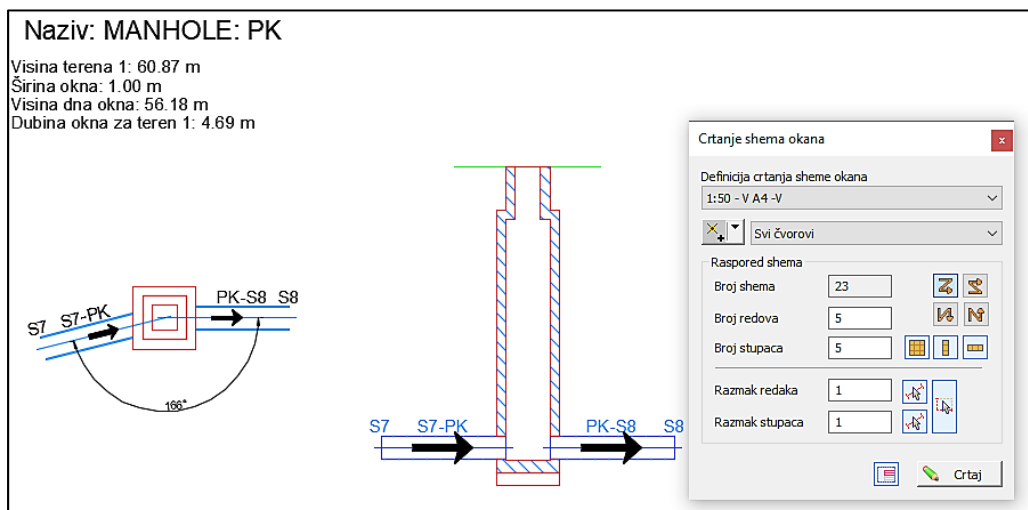 Naziv: MANHOLE: PK
Visina terena 1: 60.87 m
Širina okna: 1.00 m
Visina dna okna: 56.18 m
Dubina okna za teren 1: 4.69 m
S7 S7-PK PK-S8 S8
166°
S7 S7-PK PK-S8 S8
Crtanje shema okana
Definicija crtanja sheme okana
1:50 - V A4 -V
Svi čvorovi
Raspored shema
Broj shema 23
Broj redova 5
Broj stupaca 5
Razmak redaka 1
Razmak stupaca 1
Crtaj